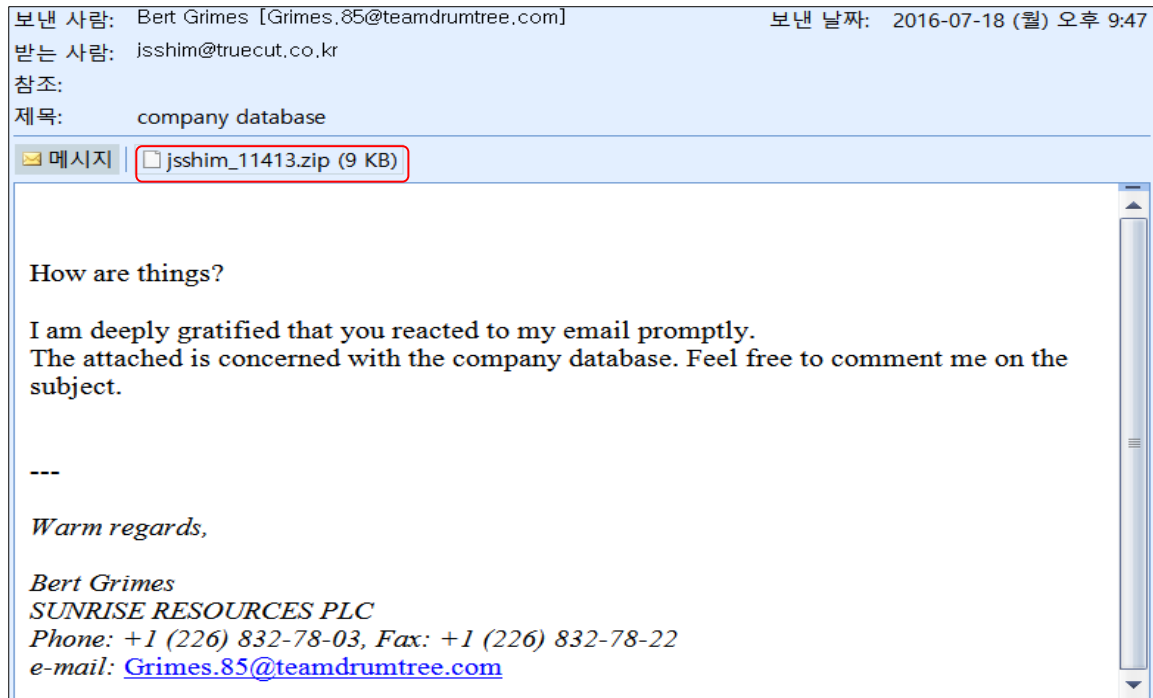 보낸 사람: Bert Grimes [Grimes.85@teamdrumtree.com] 보낸 날짜: 2016-07-18 (월) 오후 9:47
받는 사람: jsshim@truecut.co.kr
참조:
제목: company database
메시지 jsshim_11413.zip (9 KB)
How are things?
I am deeply gratified that you reacted to my email promptly.
The attached is concerned with the company database. Feel free to comment me on the
subject.
---
Warm regards,
Bert Grimes
SUNRISE RESOURCES PLC
Phone: +1 (226) 832-78-03, Fax: +1 (226) 832-78-22
e-mail: Grimes.85@teamdrumtree.com